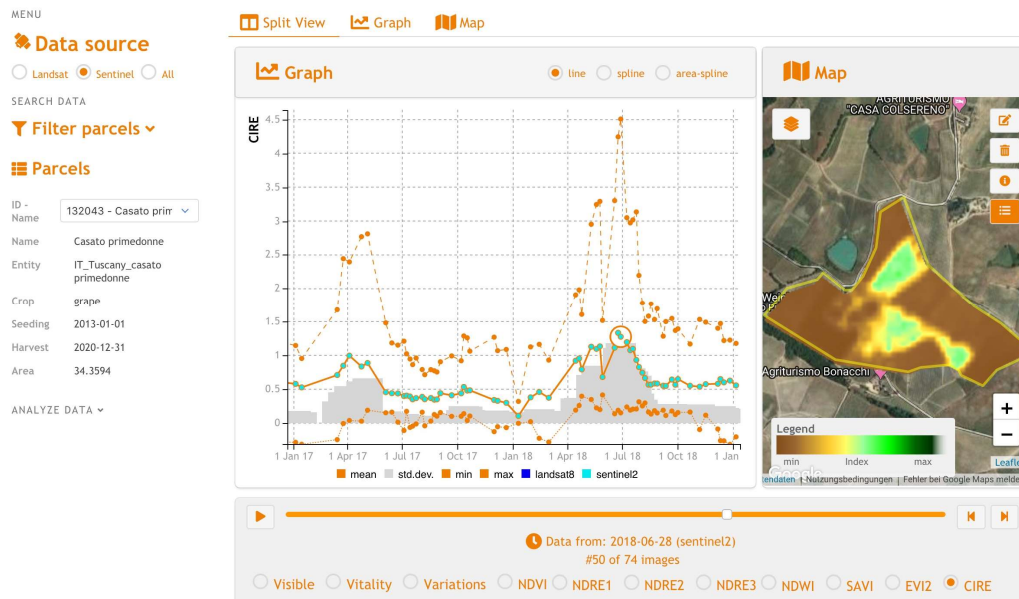 MENU
Data source
Landsat Sentinel All
SEARCH DATA
Filter parcels
Parcels
ID - Name
132043 - Casato prim
Name Casato primedonne
Entity IT_Tuscany_casato primedonne
Crop grape
Seeding 2013-01-01
Harvest 2020-12-31
Area 34.3594
ANALYZE DATA
Split View Graph Map
Graph
line spline area-spline
CIRE
4.5
4
3.5
3
2.5
2
1.5
1
0.5
0
1 Jan 17 1 Apr 17 1 Jul 17 1 Oct 17 1 Jan 18 1 Apr 18 1 Jul 18 1 Oct 18 1 Jan
mean std.dev. min max landsat8 sentinel2
Map
AGRITURISMO
"CASA COLSERENO"
Agriturismo Bonacchi
+
−
Legend
min Index max
Google
Leafle
endaten Nutzungsbedingungen | Fehler bei Google Maps melde
Data from: 2018-06-28 (sentinel2)
#50 of 74 images
Visible Vitality Variations NDVI NDRE1 NDRE2 NDRE3 NDWI SAVI EVI2 CIRE